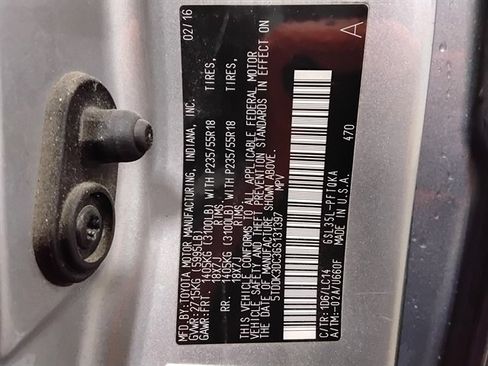 MFD.BY: TOYOTA MOTOR MANUFACTURING, INDIANA, INC. 02/16
GVWR: 2715KG (5995LB)
GAWR: FRT. 1405KG (3100LB) WITH P235/55R18 TIRES,
18X7J RIMS
RR. 1405KG (3100LB) WITH P235/55R18 TIRES,
18X7J RIMS
THIS VEHICLE CONFORMS TO ALL APPLICABLE FEDERAL MOTOR
VEHICLE SAFETY AND THEFT PREVENTION STANDARDS IN EFFECT ON
THE DATE OF MANUFACTURE SHOWN ABOVE.
5TDDK3DC3GS131397 MPV
C/TR: 1D6/LC14 GSL35L-PFTQKA
A/TM: -024/U660F MADE IN U.S.A.
470
A